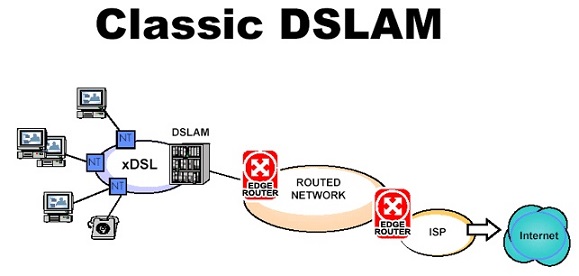 Classic DSLAM
NT
DSLAM
NT
xDSL
NT
EDGE
ROUTER
ROUTED
NETWORK
EDGE
ROUTER
ISP
Internet